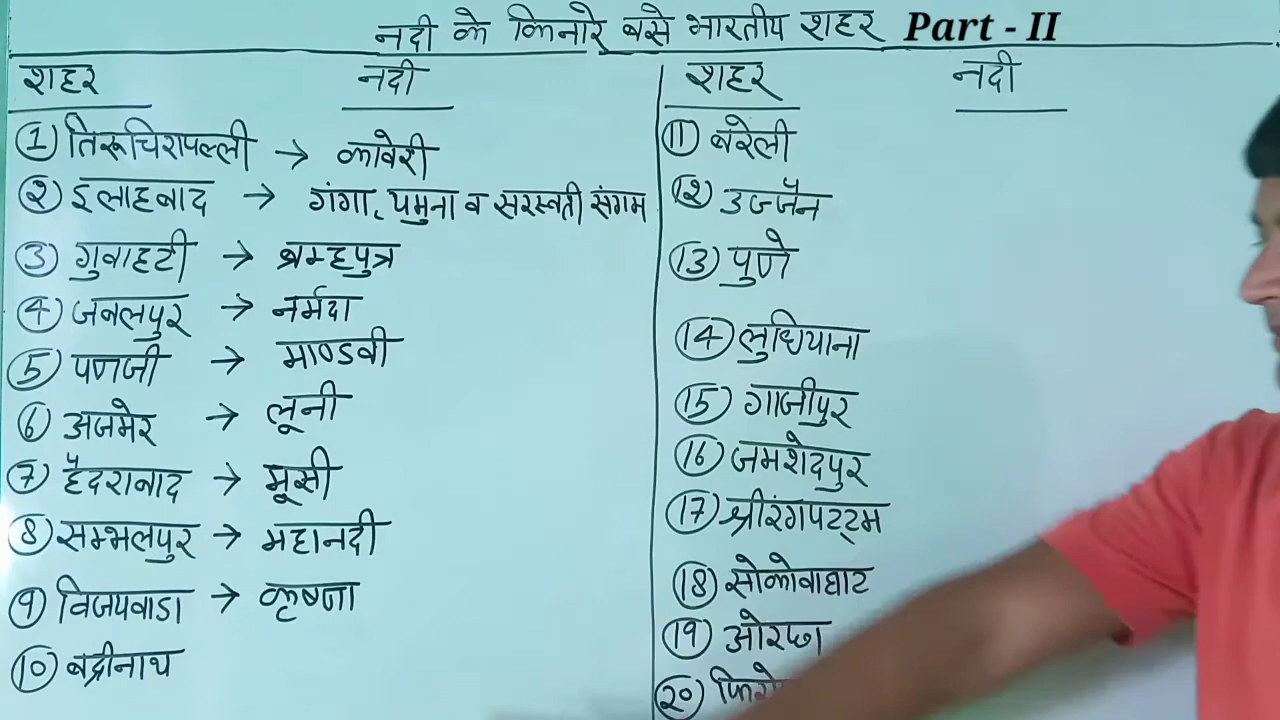 नदी के किनारे बसे भारतीय शहर Part - II
शहर नदी
① तिरूचिरापल्ली → कावेरी
② इलाहबाद → गंगा, यमुना व सरस्वती संगम
③ गुवाहटी → ब्रम्हपुत्र
④ जबलपुर → नर्मदा
⑤ पणजी → माण्डवी
⑥ अजमेर → लूनी
⑦ हैदराबाद → मूसी
⑧ सम्भलपुर → महानदी
⑨ विजयवाडा → कृष्णा
⑩ बद्रीनाथ
शहर नदी
⑪ बरेली
⑫ उज्जैन
⑬ पुणे
⑭ लुधियाना
⑮ गाजीपुर
⑯ जमशेदपुर
⑰ श्रीरंगपट्टम
⑱ सोकोवाघाट
⑲ ओरछा
⑳